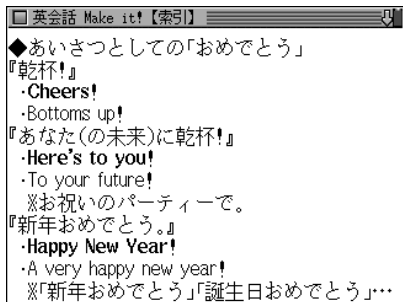 英会話 Make it!【索引】
◆あいさつとしての「おめでとう」
『乾杯!』
・Cheers!
・Bottoms up!
『あなた(の未来)に乾杯!』
・Here's to you!
・To your future!
※お祝いのパーティーで。
『新年おめでとう。』
・Happy New Year!
・A very happy new year!
※「新年おめでとう」「誕生日おめでとう」…